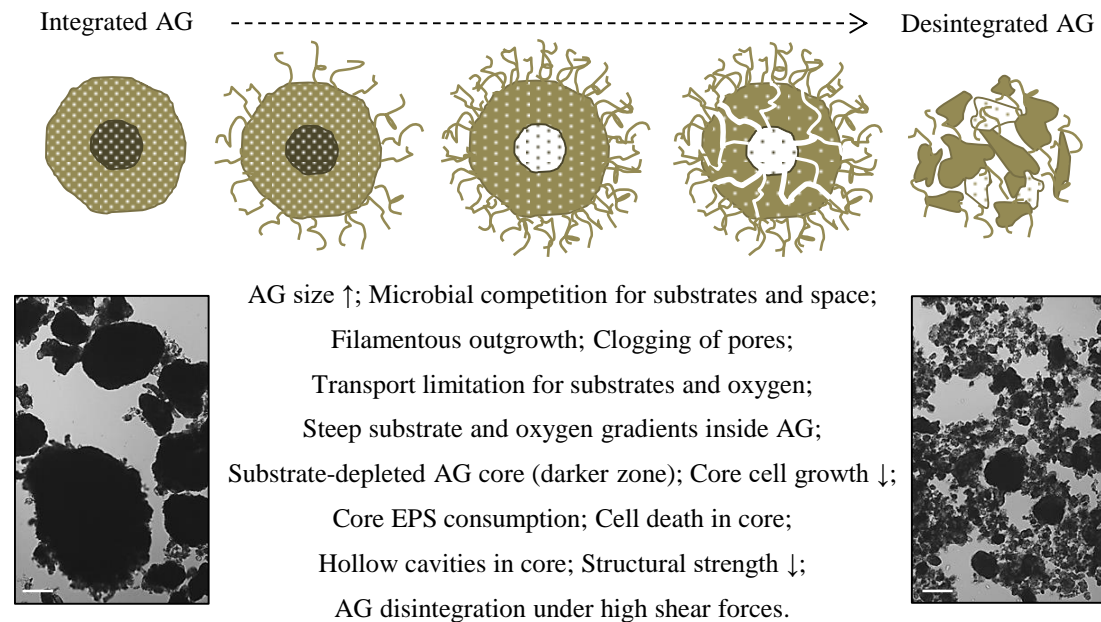 Integrated AG
Desintegrated AG
AG size ↑; Microbial competition for substrates and space;
Filamentous outgrowth; Clogging of pores;
Transport limitation for substrates and oxygen;
Steep substrate and oxygen gradients inside AG;
Substrate-depleted AG core (darker zone); Core cell growth ↓;
Core EPS consumption; Cell death in core;
Hollow cavities in core; Structural strength ↓;
AG disintegration under high shear forces.